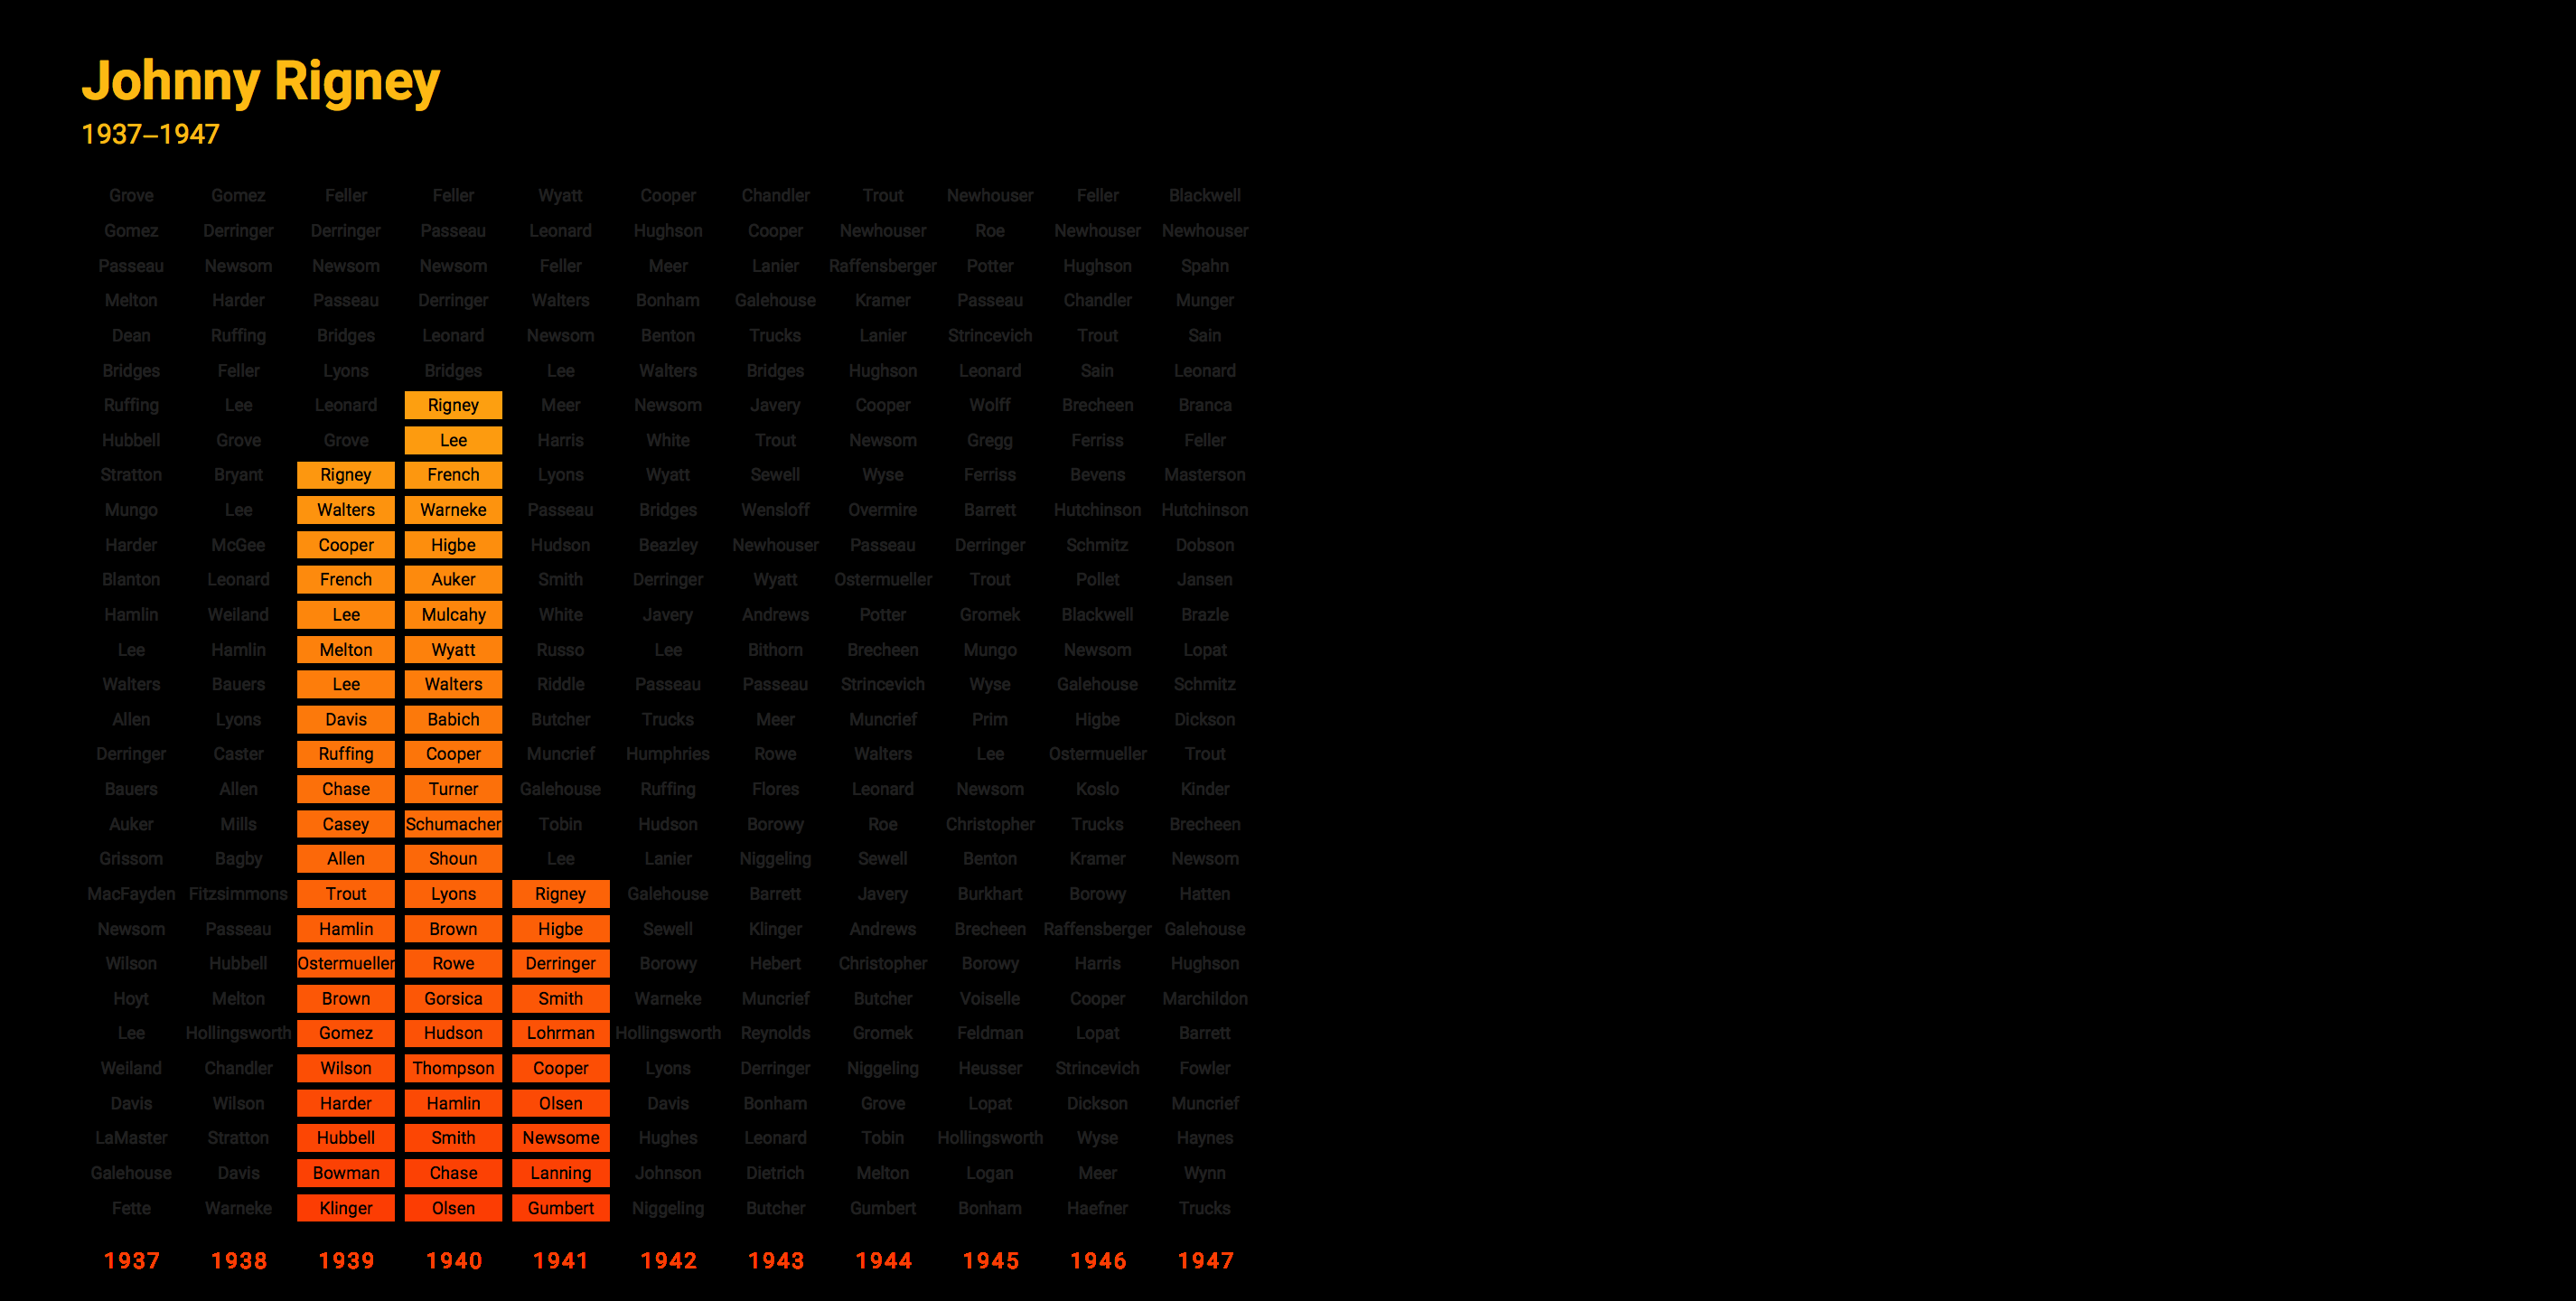 Johnny Rigney
1937–1947
Grove Gomez Feller Feller Wyatt Cooper Chandler Trout Newhouser Feller Blackwell
Gomez Derringer Derringer Passeau Leonard Hughson Cooper Newhouser Roe Newhouser Newhouser
Passeau Newsom Newsom Newsom Feller Meer Lanier Raffensberger Potter Hughson Spahn
Melton Harder Passeau Derringer Walters Bonham Galehouse Kramer Passeau Chandler Munger
Dean Ruffing Bridges Leonard Newsom Benton Trucks Lanier Strincevich Trout Sain
Bridges Feller Lyons Bridges Lee Walters Bridges Hughson Leonard Sain Leonard
Ruffing Lee Leonard Rigney Meer Newsom Javery Cooper Wolff Brecheen Branca
Hubbell Grove Grove Lee Harris White Trout Newsom Gregg Ferriss Feller
Stratton Bryant Rigney French Lyons Wyatt Sewell Wyse Ferriss Bevens Masterson
Mungo Lee Walters Warneke Passeau Bridges Wensloff Overmire Barrett Hutchinson Hutchinson
Harder McGee Cooper Higbe Hudson Beazley Newhouser Passeau Derringer Schmitz Dobson
Blanton Leonard French Auker Smith Derringer Wyatt Ostermueller Trout Pollet Jansen
Hamlin Weiland Lee Mulcahy White Javery Andrews Potter Gromek Blackwell Brazle
Lee Hamlin Melton Wyatt Russo Lee Bithorn Brecheen Mungo Newsom Lopat
Walters Bauers Lee Walters Riddle Passeau Passeau Strincevich Wyse Galehouse Schmitz
Allen Lyons Davis Babich Butcher Trucks Meer Muncrief Prim Higbe Dickson
Derringer Caster Ruffing Cooper Muncrief Humphries Rowe Walters Lee Ostermueller Trout
Bauers Allen Chase Turner Galehouse Ruffing Flores Leonard Newsom Koslo Kinder
Auker Mills Casey Schumacher Tobin Hudson Borowy Roe Christopher Trucks Brecheen
Grissom Bagby Allen Shoun Lee Lanier Niggeling Sewell Benton Kramer Newsom
MacFayden Fitzsimmons Trout Lyons Rigney Galehouse Barrett Javery Burkhart Borowy Hatten
Newsom Passeau Hamlin Brown Higbe Sewell Klinger Andrews Brecheen Raffensberger Galehouse
Wilson Hubbell Ostermueller Rowe Derringer Borowy Hebert Christopher Borowy Harris Hughson
Hoyt Melton Brown Gorsica Smith Warneke Muncrief Butcher Voiselle Cooper Marchildon
Lee Hollingsworth Gomez Hudson Lohrman Hollingsworth Reynolds Gromek Feldman Lopat Barrett
Weiland Chandler Wilson Thompson Cooper Lyons Derringer Niggeling Heusser Strincevich Fowler
Davis Wilson Harder Hamlin Olsen Davis Bonham Grove Lopat Dickson Muncrief
LaMaster Stratton Hubbell Smith Newsome Hughes Leonard Tobin Hollingsworth Wyse Haynes
Galehouse Davis Bowman Chase Lanning Johnson Dietrich Melton Logan Meer Wynn
Fette Warneke Klinger Olsen Gumbert Niggeling Butcher Gumbert Bonham Haefner Trucks
1937 1938 1939 1940 1941 1942 1943 1944 1945 1946 1947